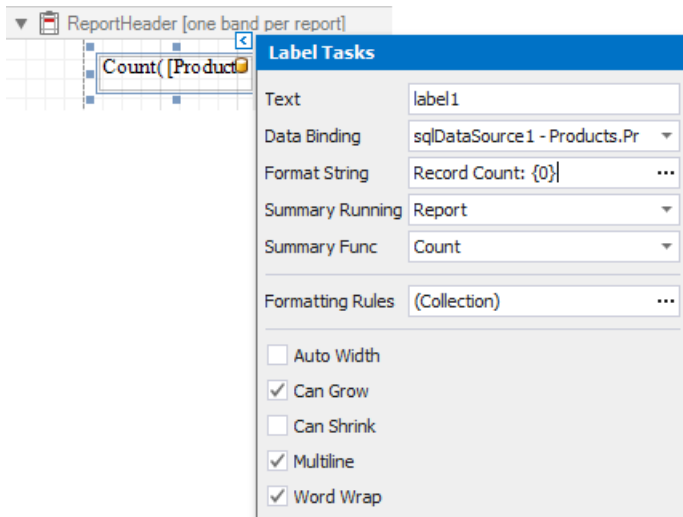 ReportHeader [one band per report]
Count( [Product
Label Tasks
Text label1
Data Binding sqlDataSource1 - Products.Pr
Format String Record Count: {0} ...
Summary Running Report
Summary Func Count
Formatting Rules (Collection) ...
Auto Width
Can Grow
Can Shrink
Multiline
Word Wrap